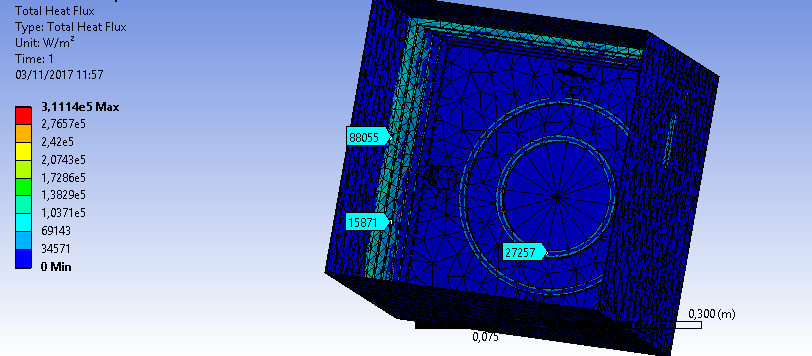 Total Heat Flux
Type: Total Heat Flux
Unit: W/m²
Time: 1
03/11/2017 11:57
3,1114e5 Max
2,7657e5
2,42e5
2,0743e5
1,7286e5
1,3829e5
1,0371e5
69143
34571
0 Min
88055
15871
27257
0,300 (m)
0,075